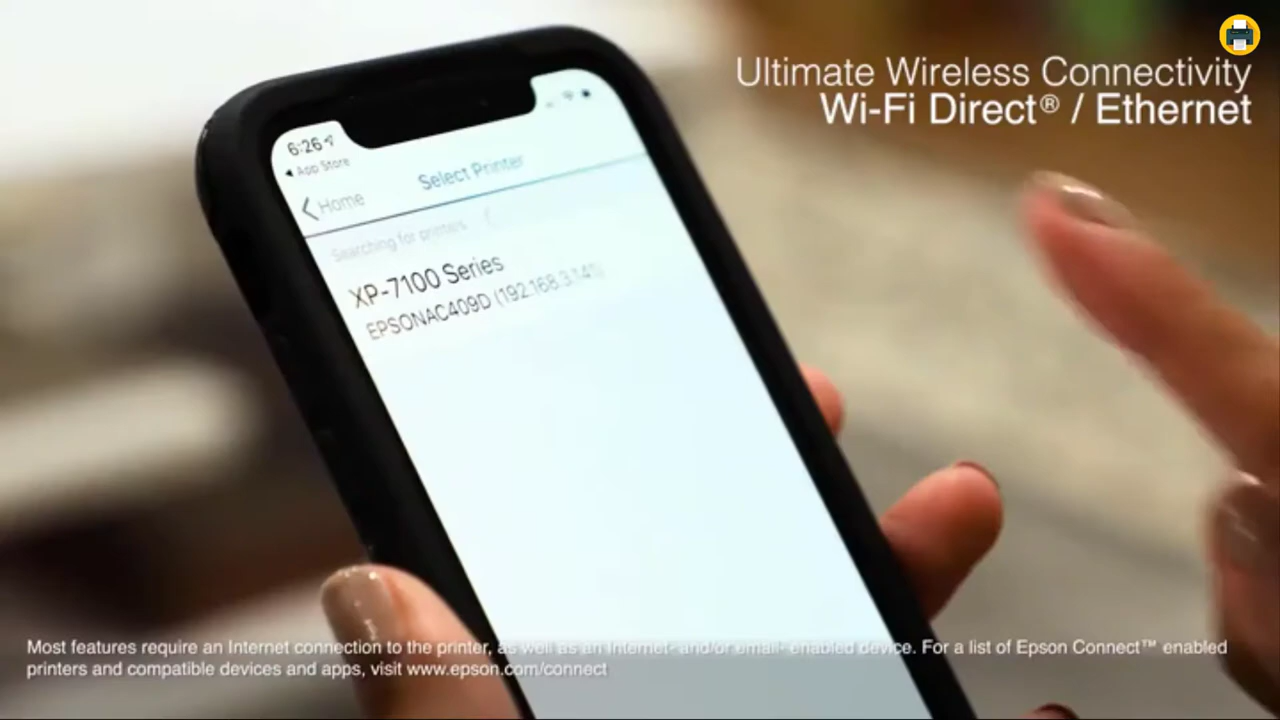 Ultimate Wireless Connectivity
Wi-Fi Direct® / Ethernet
6:26
◀ App Store
Home
Select Printer
Searching for printers
XP-7100 Series
EPSONAC409D (192.168.3.141)
Most features require an Internet connection to the printer, as well as an Internet- and/or email- enabled device. For a list of Epson Connect™ enabled
printers and compatible devices and apps, visit www.epson.com/connect